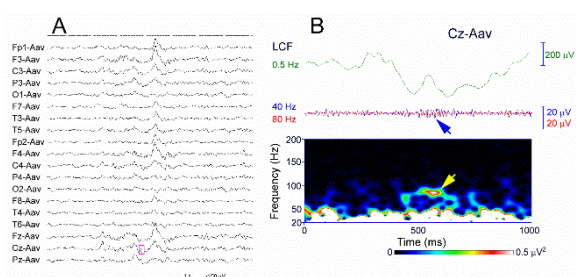 A
Fp1-Aav
F3-Aav
C3-Aav
P3-Aav
O1-Aav
F7-Aav
T3-Aav
T5-Aav
Fp2-Aav
F4-Aav
C4-Aav
P4-Aav
O2-Aav
F8-Aav
T4-Aav
T6-Aav
Fz-Aav
Cz-Aav
Pz-Aav
B
Cz-Aav
LCF
0.5 Hz
200 µV
40 Hz
80 Hz
20 µV
20 µV
Frequency (Hz)
200
150
100
50
20
0 500 1000
Time (ms)
0 0.5 µV²